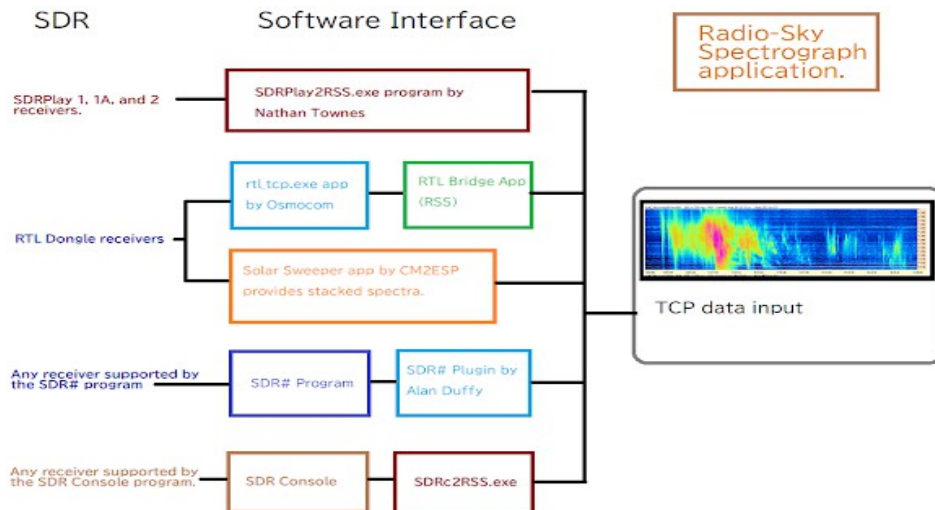 SDR
Software Interface
Radio-Sky
Spectrograph
application.
SDRPlay 1, 1A, and 2
receivers.
SDRPlay2RSS.exe program by
Nathan Townes
rtl_tcp.exe app
by Osmocom
RTL Bridge App
(RSS)
RTL Dongle receivers
Solar Sweeper app by CM2ESP
provides stacked spectra.
TCP data input
Any receiver supported by
the SDR# program
SDR# Program
SDR# Plugin by
Alan Duffy
Any receiver supported by
the SDR Console program.
SDR Console
SDRc2RSS.exe